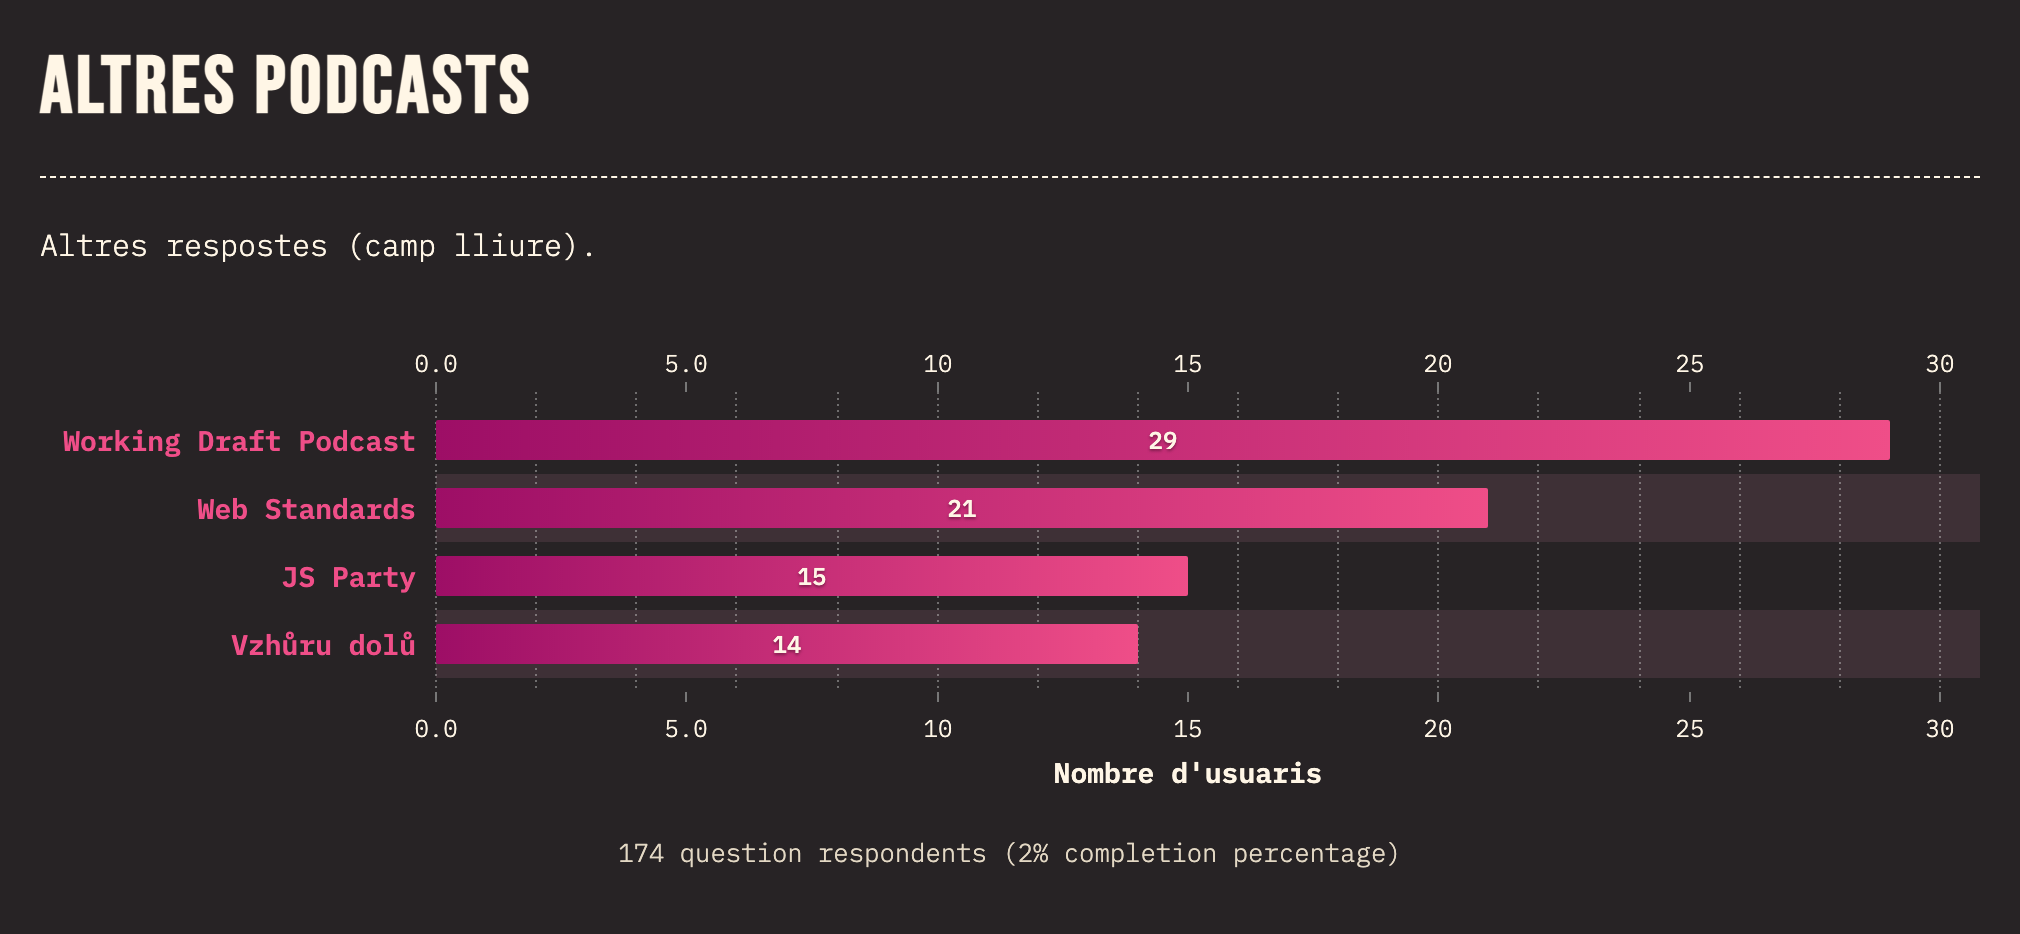 ALTRES PODCASTS
Altres respostes (camp lliure).
0.0 5.0 10 15 20 25 30
Working Draft Podcast 29
Web Standards 21
JS Party 15
Vzhůru dolů 14
0.0 5.0 10 15 20 25 30
Nombre d'usuaris
174 question respondents (2% completion percentage)